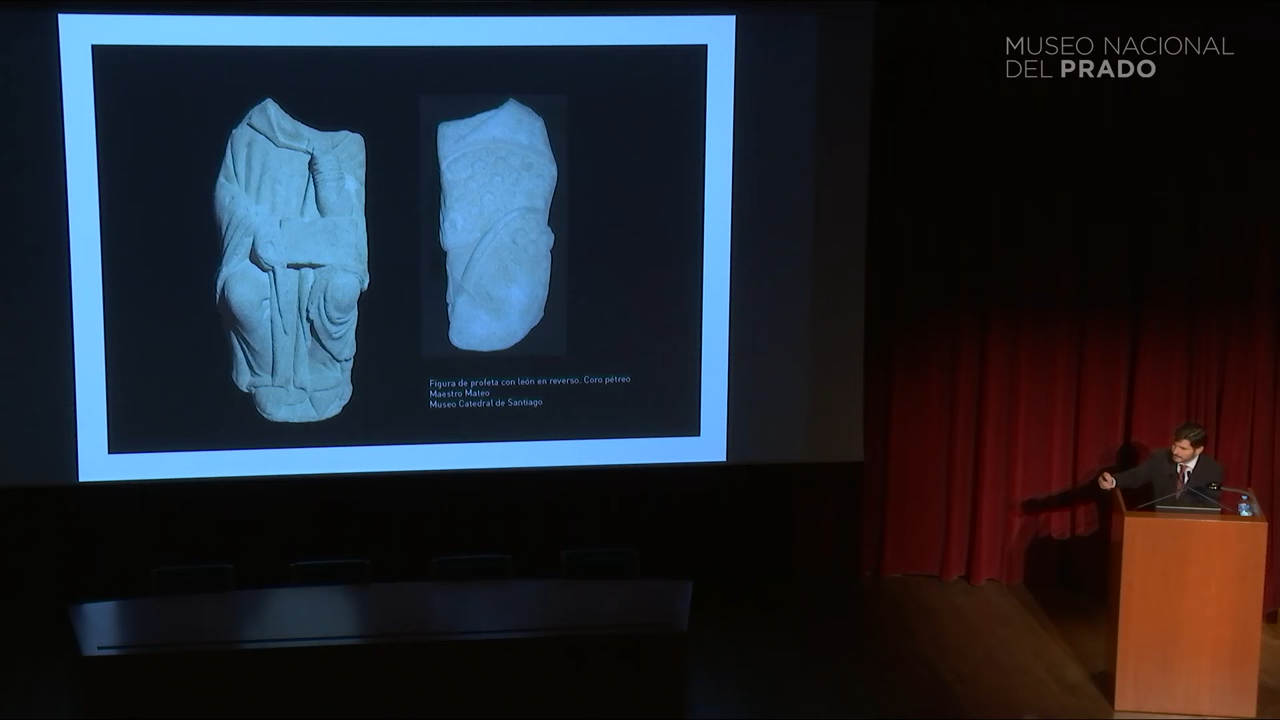 MUSEO NACIONAL
DEL PRADO
Figura de profeta con león en reverso. Coro pétreo
Maestro Mateo
Museo Catedral de Santiago